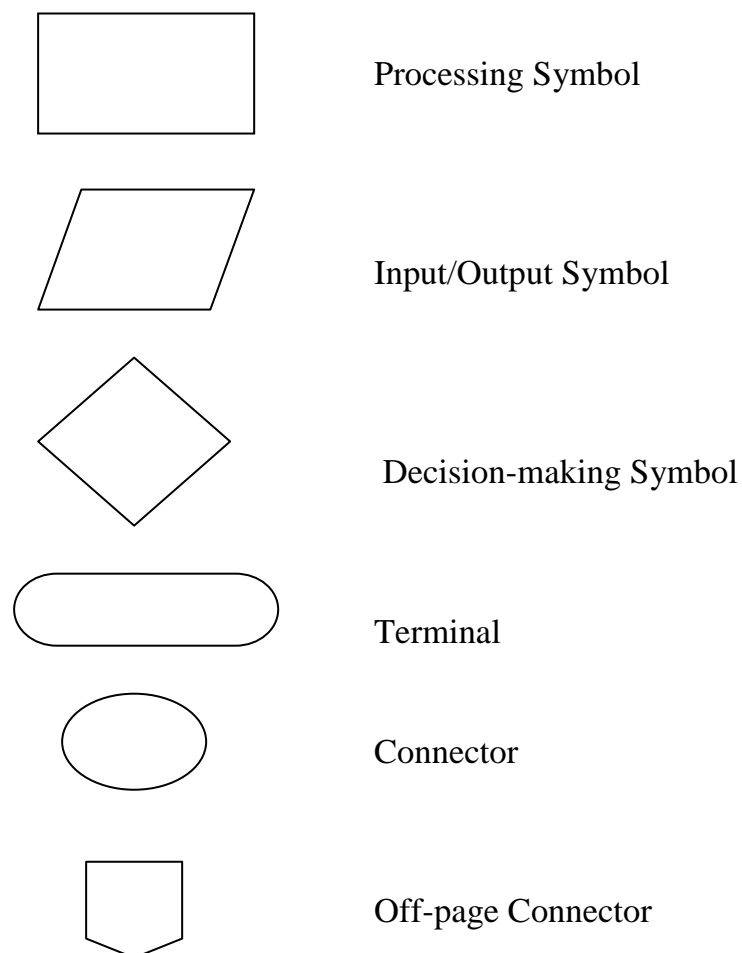 Processing Symbol
Input/Output Symbol
Decision-making Symbol
Terminal
Connector
Off-page Connector